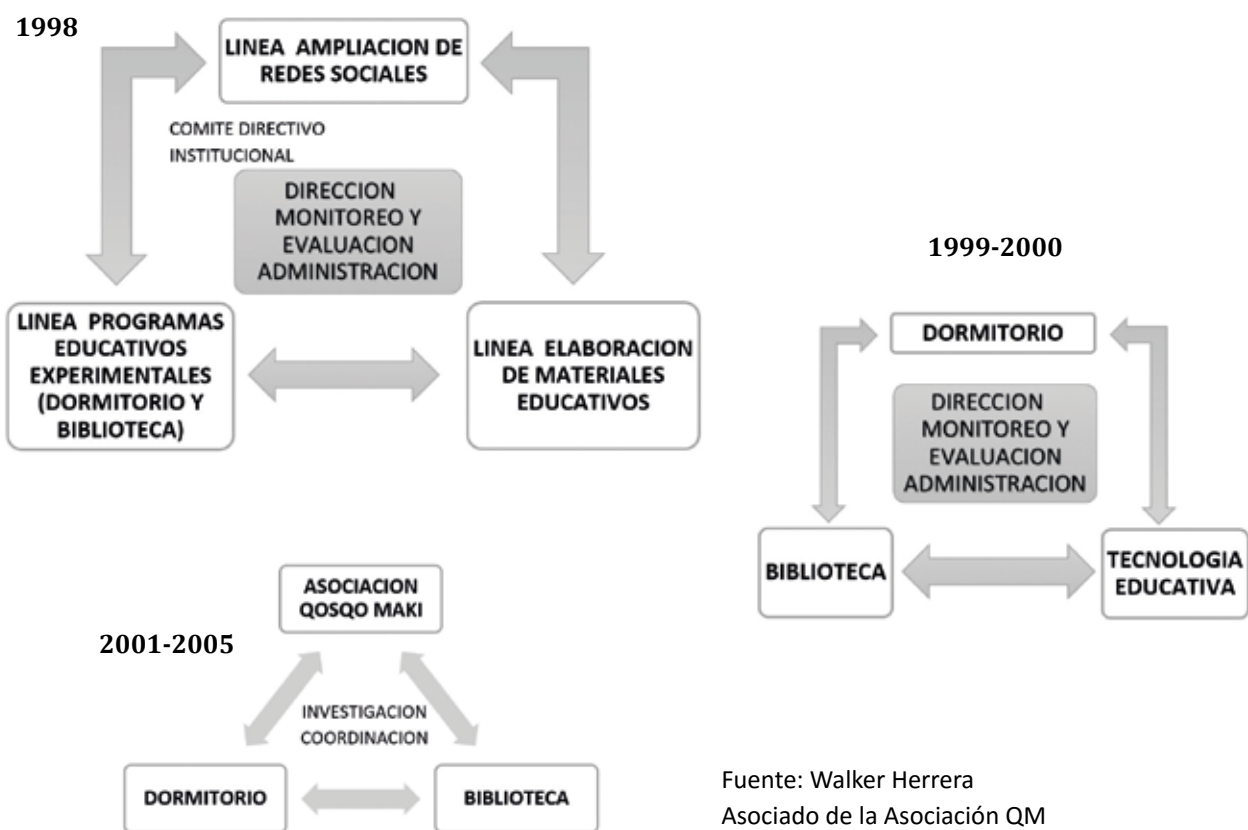 1998
LINEA AMPLIACION DE
REDES SOCIALES
COMITE DIRECTIVO
INSTITUCIONAL
DIRECCION
MONITOREO Y
EVALUACION
ADMINISTRACION
LINEA PROGRAMAS
EDUCATIVOS
EXPERIMENTALES
(DORMITORIO Y
BIBLIOTECA)
LINEA ELABORACION
DE MATERIALES
EDUCATIVOS
1999-2000
DORMITORIO
DIRECCION
MONITOREO Y
EVALUACION
ADMINISTRACION
BIBLIOTECA
TECNOLOGIA
EDUCATIVA
2001-2005
ASOCIACION
QOSQO MAKI
INVESTIGACION
COORDINACION
DORMITORIO
BIBLIOTECA
Fuente: Walker Herrera
Asociado de la Asociación QM